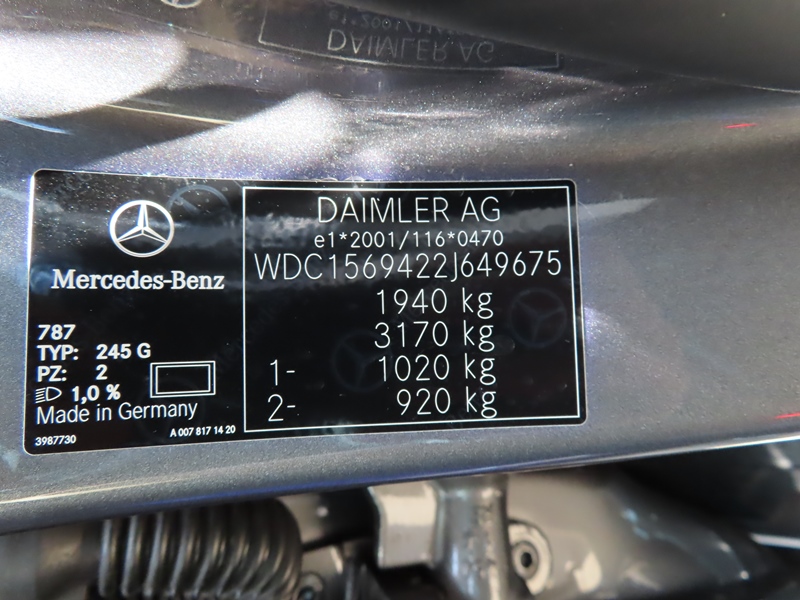 DAIMLER AG
Mercedes-Benz
787
TYP: 245 G
PZ: 2
1,0 %
Made in Germany
3987730
A 007 817 14 20
DAIMLER AG
e1*2001/116*0470
WDC1569422J649675
1940 kg
3170 kg
1- 1020 kg
2- 920 kg